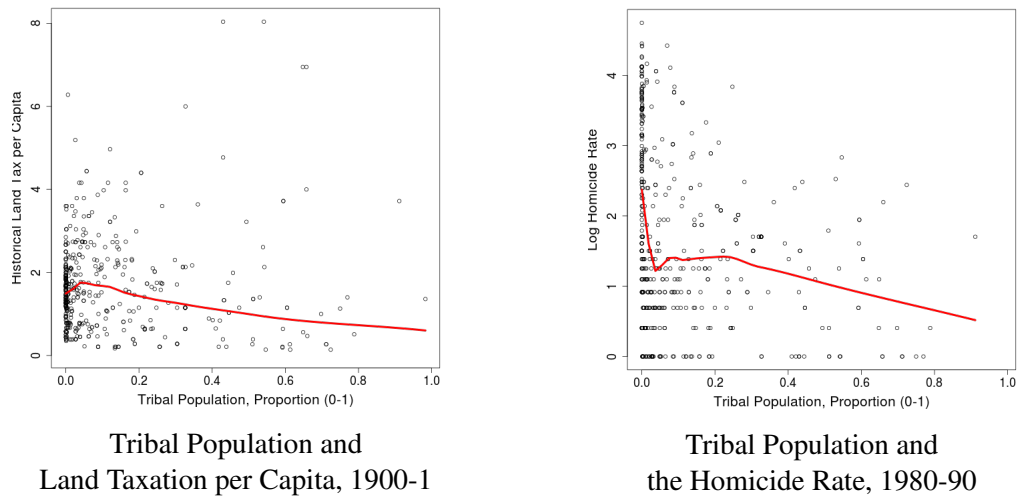 8
6
4
2
0
Historical Land Tax per Capita
0.0 0.2 0.4 0.6 0.8 1.0
Tribal Population, Proportion (0-1)
Tribal Population and
Land Taxation per Capita, 1900-1
4
3
2
1
0
Log Homicide Rate
0.0 0.2 0.4 0.6 0.8 1.0
Tribal Population, Proportion (0-1)
Tribal Population and
the Homicide Rate, 1980-90